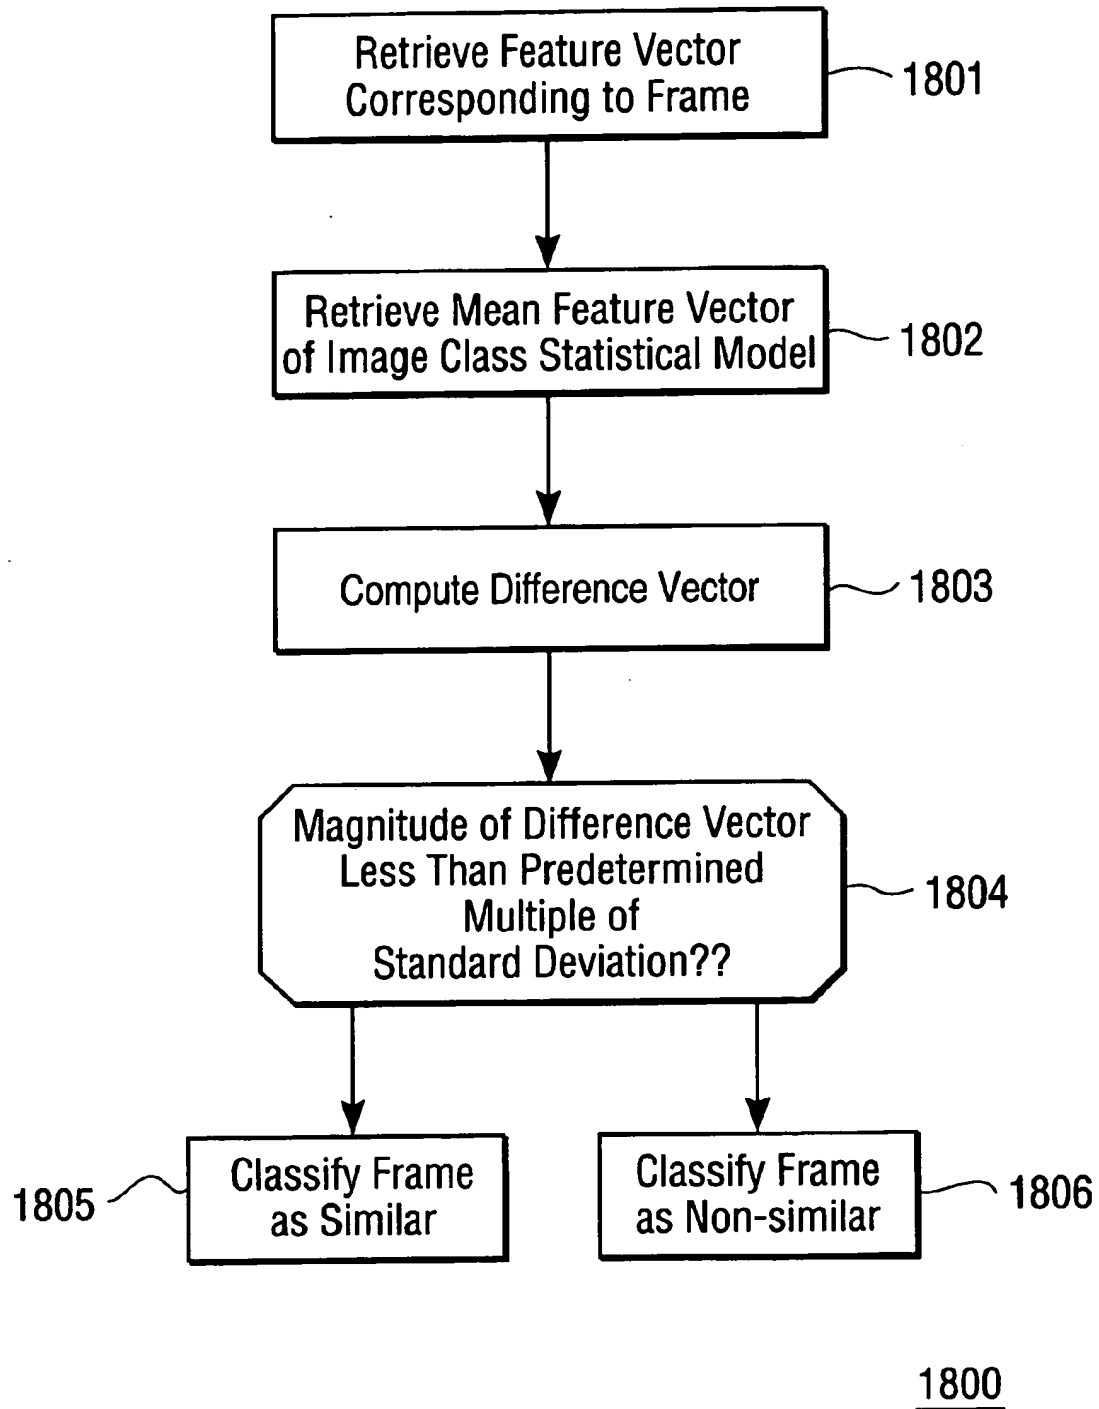 Retrieve Feature Vector
Corresponding to Frame
1801
Retrieve Mean Feature Vector
of Image Class Statistical Model
1802
Compute Difference Vector
1803
Magnitude of Difference Vector
Less Than Predetermined
Multiple of
Standard Deviation??
1804
1805
Classify Frame
as Similar
Classify Frame
as Non-similar
1806
1800